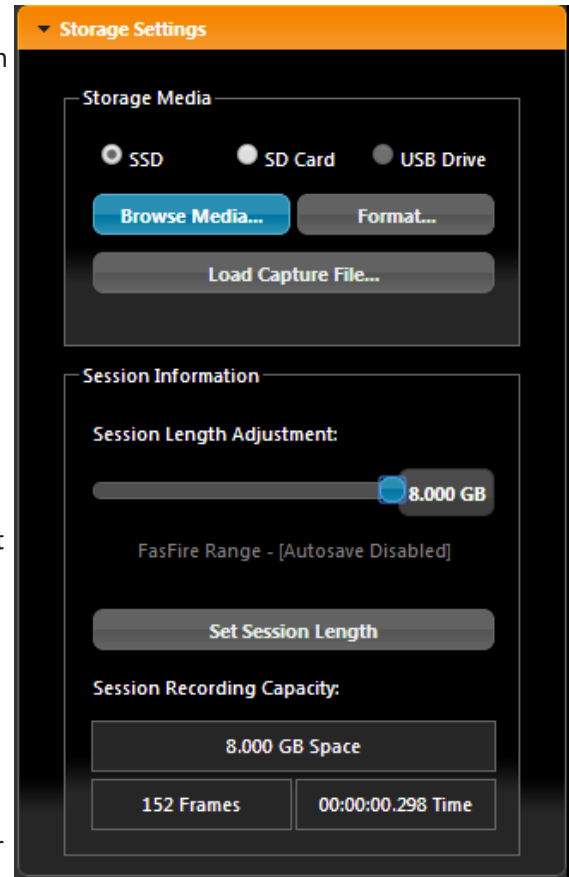 Storage Settings
Storage Media
SSD SD Card USB Drive
Browse Media... Format...
Load Capture File...
Session Information
Session Length Adjustment:
8.000 GB
FasFire Range - [Autosave Disabled]
Set Session Length
Session Recording Capacity:
8.000 GB Space
152 Frames 00:00:00.298 Time